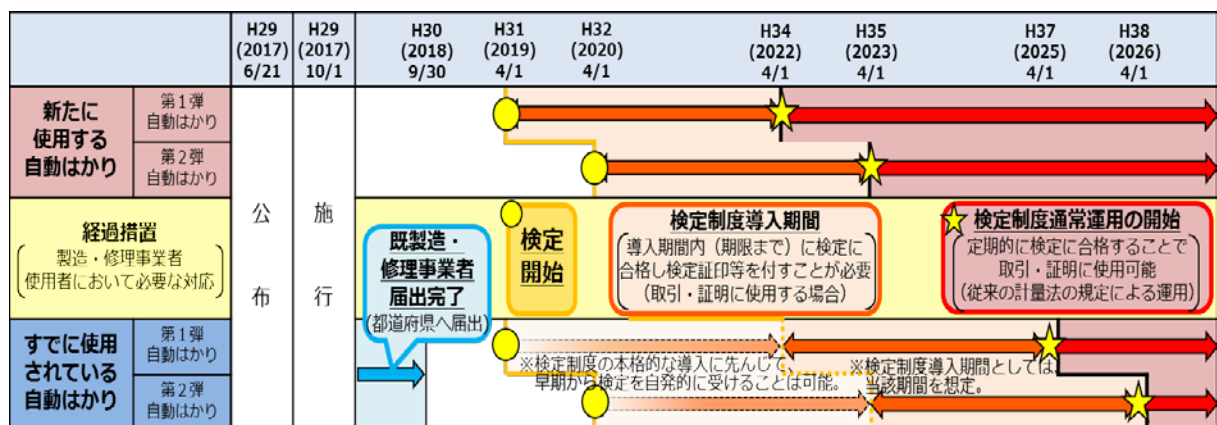 H29
(2017)
6/21
H29
(2017)
10/1
H30
(2018)
9/30
H31
(2019)
4/1
H32
(2020)
4/1
H34
(2022)
4/1
H35
(2023)
4/1
H37
(2025)
4/1
H38
(2026)
4/1
新たに
使用する
自動はかり
第1弾
自動はかり
第2弾
自動はかり
公布
施行
経過措置
製造・修理事業者
使用者において必要な対応
既製造・
修理事業者
届出完了
(都道府県へ届出)
検定
開始
検定制度導入期間
導入期間内（期限まで）に検定に
合格し検定証印等を付すことが必要
（取引・証明に使用する場合）
検定制度通常運用の開始
定期的に検定に合格することで
取引・証明に使用可能
(従来の計量法の規定による運用)
すでに使用
されている
自動はかり
第1弾
自動はかり
第2弾
自動はかり
※検定制度の本格的な導入に先んじて、
早期から検定を自発的に受けることは可能。
※検定制度導入期間としては、
当該期間を想定。